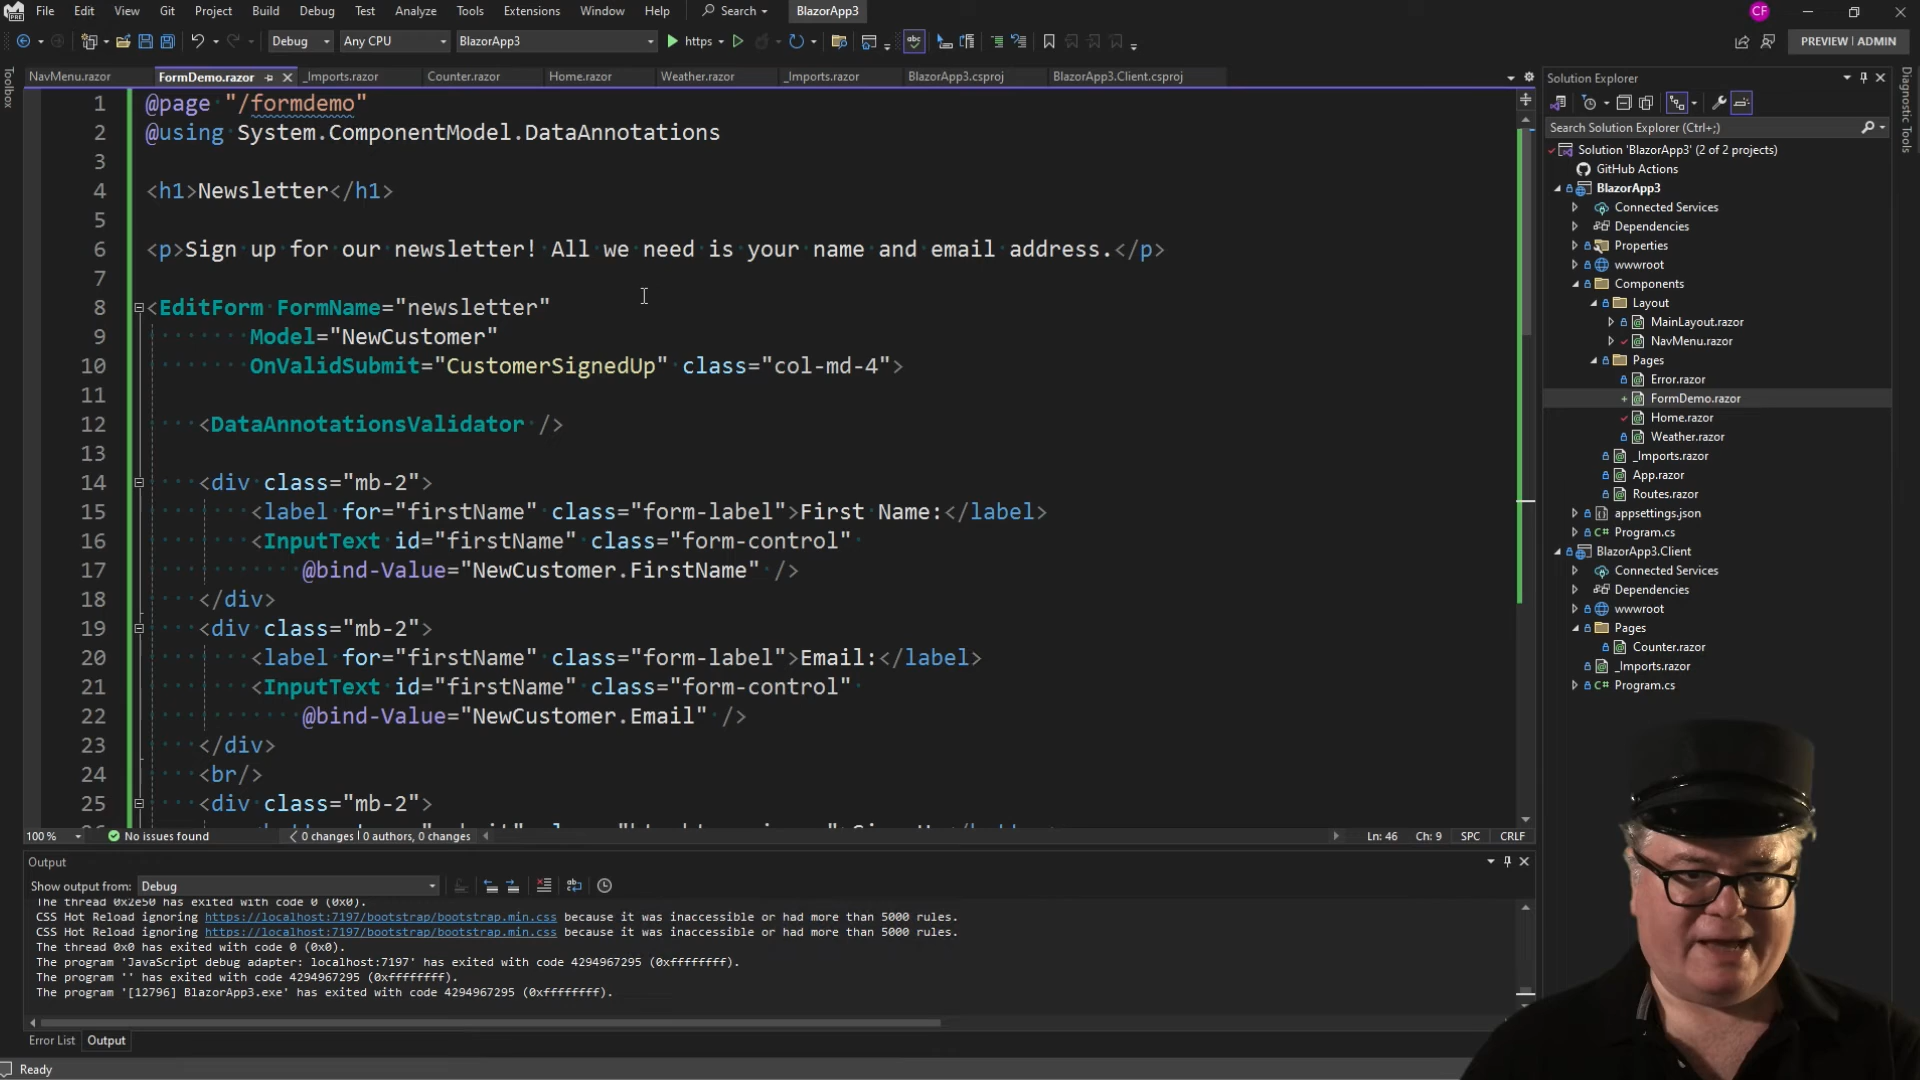 File Edit View Git Project Build Debug Test Analyze Tools Extensions Window Help Search BlazorApp3 CF
Debug Any CPU BlazorApp3 https PREVIEW | ADMIN
NavMenu.razor FormDemo.razor _Imports.razor Counter.razor Home.razor Weather.razor _Imports.razor BlazorApp3.csproj BlazorApp3.Client.csproj
Toolbox
1 @page "/formdemo"
2 @using System.ComponentModel.DataAnnotations
3
4 <h1>Newsletter</h1>
5
6 <p>Sign up for our newsletter! All we need is your name and email address.</p>
7
8 <EditForm FormName="newsletter"
9 Model="NewCustomer"
10 OnValidSubmit="CustomerSignedUp" class="col-md-4">
11
12 <DataAnnotationsValidator />
13
14 <div class="mb-2">
15 <label for="firstName" class="form-label">First Name:</label>
16 <InputText id="firstName" class="form-control"
17 @bind-Value="NewCustomer.FirstName" />
18 </div>
19 <div class="mb-2">
20 <label for="firstName" class="form-label">Email:</label>
21 <InputText id="firstName" class="form-control"
22 @bind-Value="NewCustomer.Email" />
23 </div>
24 <br/>
25 <div class="mb-2">
100 % No issues found 0 changes | 0 authors, 0 changes Ln: 46 Ch: 9 SPC CRLF
Output
Show output from: Debug
The thread 0x2e50 has exited with code 0 (0x0).
CSS Hot Reload ignoring https://localhost:7197/bootstrap/bootstrap.min.css because it was inaccessible or had more than 5000 rules.
CSS Hot Reload ignoring https://localhost:7197/bootstrap/bootstrap.min.css because it was inaccessible or had more than 5000 rules.
The thread 0x0 has exited with code 0 (0x0).
The program 'JavaScript debug adapter: localhost:7197' has exited with code 4294967295 (0xffffffff).
The program '' has exited with code 4294967295 (0xffffffff).
The program '[12796] BlazorApp3.exe' has exited with code 4294967295 (0xffffffff).
Error List Output
Ready
Solution Explorer
Search Solution Explorer (Ctrl+;)
Solution 'BlazorApp3' (2 of 2 projects)
GitHub Actions
BlazorApp3
Connected Services
Dependencies
Properties
wwwroot
Components
Layout
MainLayout.razor
NavMenu.razor
Pages
Error.razor
FormDemo.razor
Home.razor
Weather.razor
_Imports.razor
App.razor
Routes.razor
appsettings.json
C# Program.cs
BlazorApp3.Client
Connected Services
Dependencies
wwwroot
Pages
Counter.razor
_Imports.razor
C# Program.cs
Diagnostic Tools